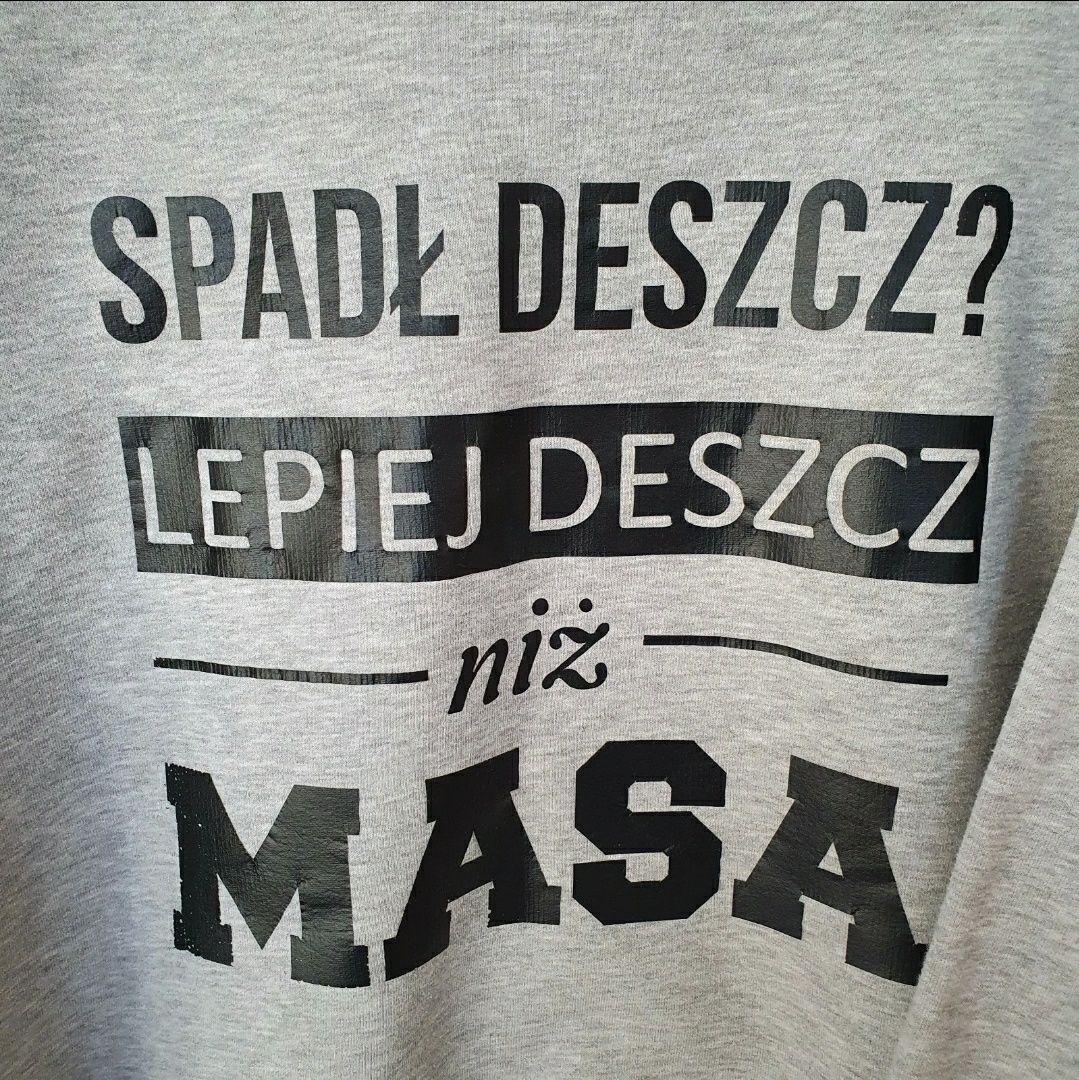 SPADŁ DESZCZ?
LEPIEJ DESZCZ
niż
MASA